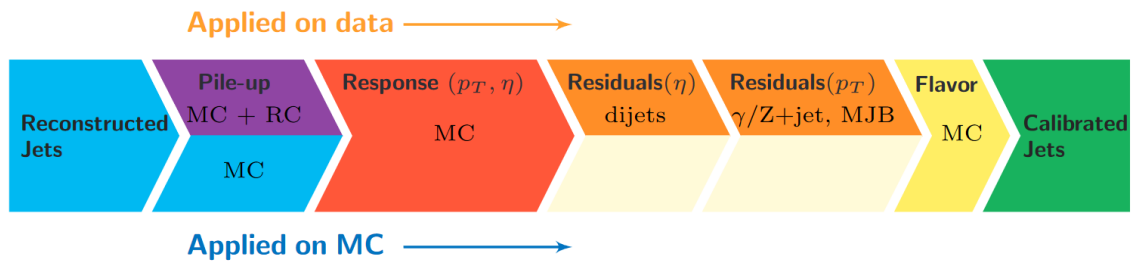 Applied on data
Reconstructed
Jets
Pile-up
MC + RC
MC
Response (p_T, η)
MC
Residuals(η)
dijets
Residuals(p_T)
γ/Z+jet, MJB
Flavor
MC
Calibrated
Jets
Applied on MC